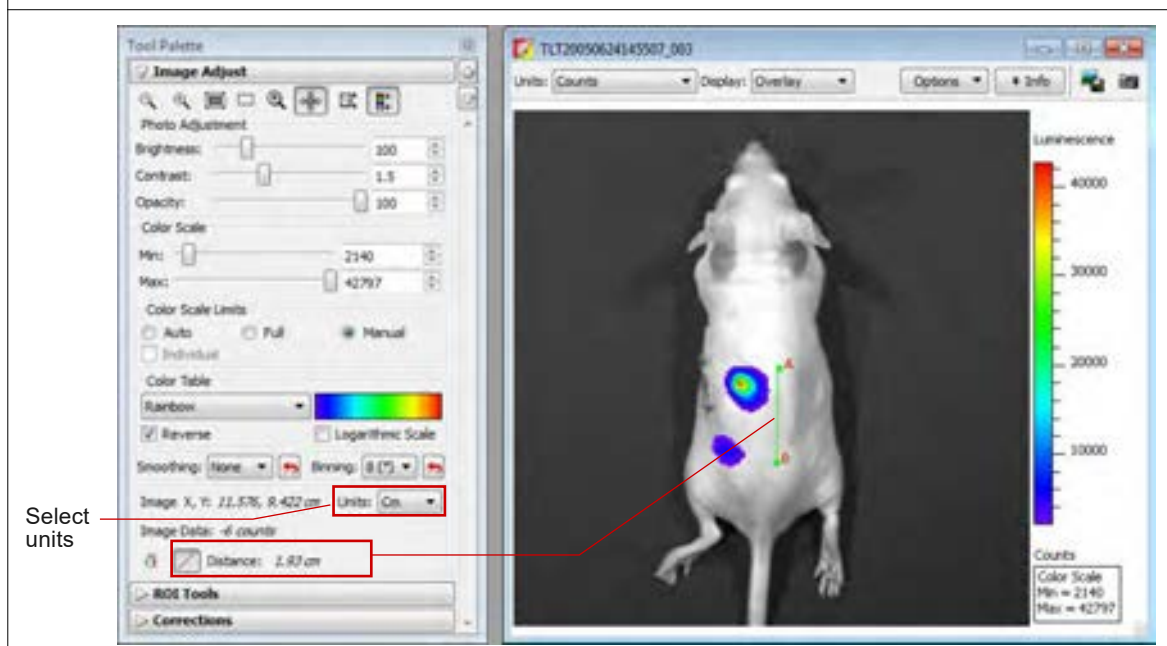 Tool Palette
Image Adjust
Photo Adjustment
Brightness: 100
Contrast: 1.5
Opacity: 100
Color Scale
Min: 2140
Max: 42797
Color Scale Limits
Auto Full Manual
Individual
Color Table
Rainbow
Reverse Logarithmic Scale
Smoothing: None Binning: 8 (*)
Image X, Y: 11.576, 9.422 cm Units: Cm
Image Data: -6 counts
Distance: 1.93 cm
ROI Tools
Corrections
Select
units
TLT20050624145507_003
Units: Counts Display: Overlay Options Info
Luminescence
40000
30000
20000
10000
A
B
Counts
Color Scale
Min = 2140
Max = 42797